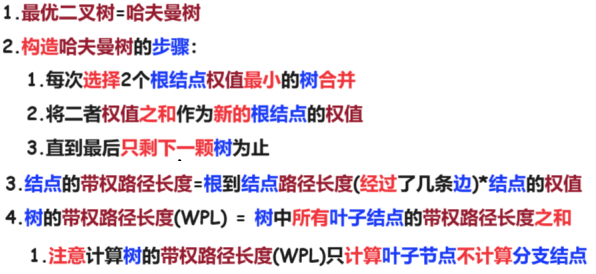 1.最优二叉树=哈夫曼树
2.构造哈夫曼树的步骤:
1.每次选择2个根结点权值最小的树合并
2.将二者权值之和作为新的根结点的权值
3.直到最后只剩下一颗树为止
3.结点的带权路径长度=根到结点路径长度(经过了几条边)*结点的权值
4.树的带权路径长度(WPL) = 树中所有叶子结点的带权路径长度之和
1.注意计算树的带权路径长度(WPL)只计算叶子节点不计算分支结点